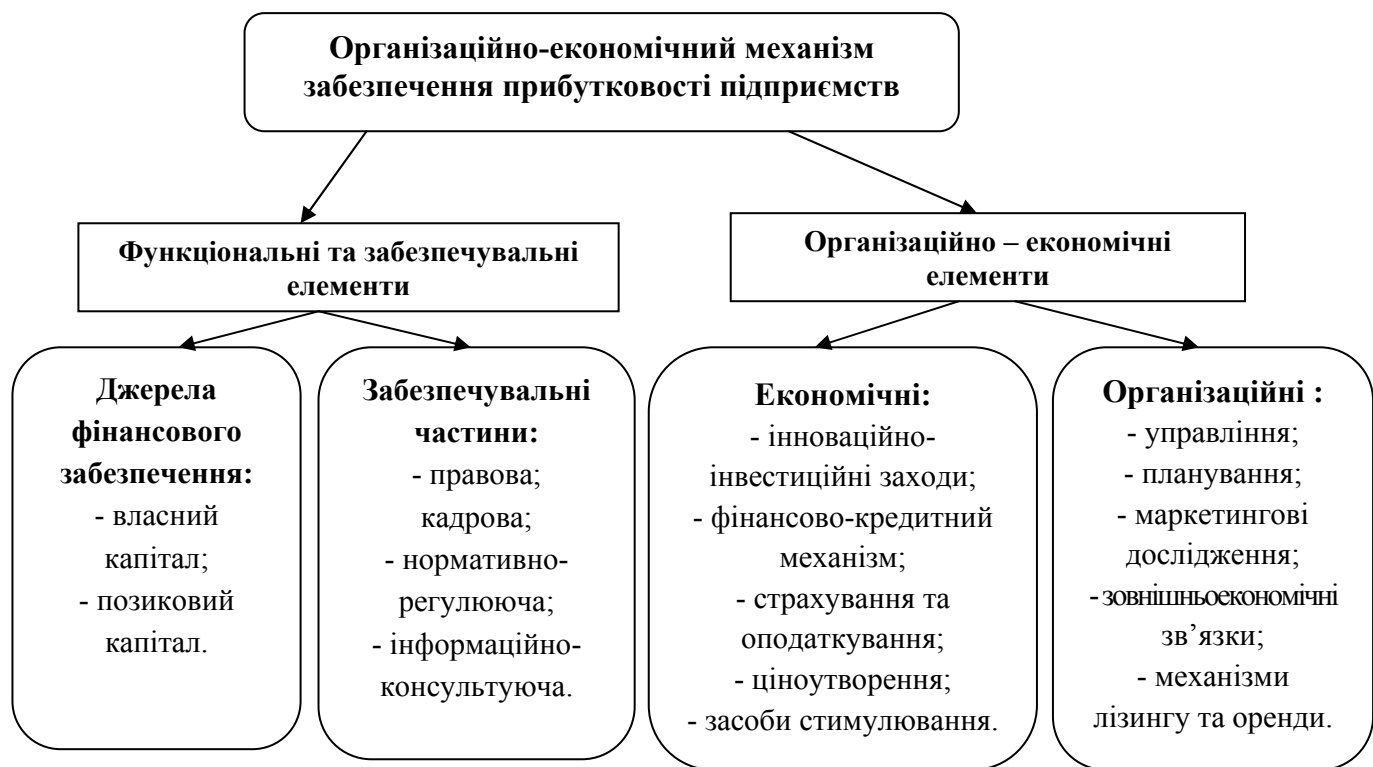 Організаційно-економічний механізм
забезпечення прибутковості підприємств
Функціональні та забезпечувальні
елементи
Організаційно – економічні
елементи
Джерела
фінансового
забезпечення:
- власний
капітал;
- позиковий
капітал.
Забезпечувальні
частини:
- правова;
кадрова;
- нормативно-
регулююча;
- інформаційно-
консультуюча.
Економічні:
- інноваційно-
інвестиційні заходи;
- фінансово-кредитний
механізм;
- страхування та
оподаткування;
- ціноутворення;
- засоби стимулювання.
Організаційні :
- управління;
- планування;
- маркетингові
дослідження;
- зовнішньоекономічні
зв’язки;
- механізми
лізингу та оренди.